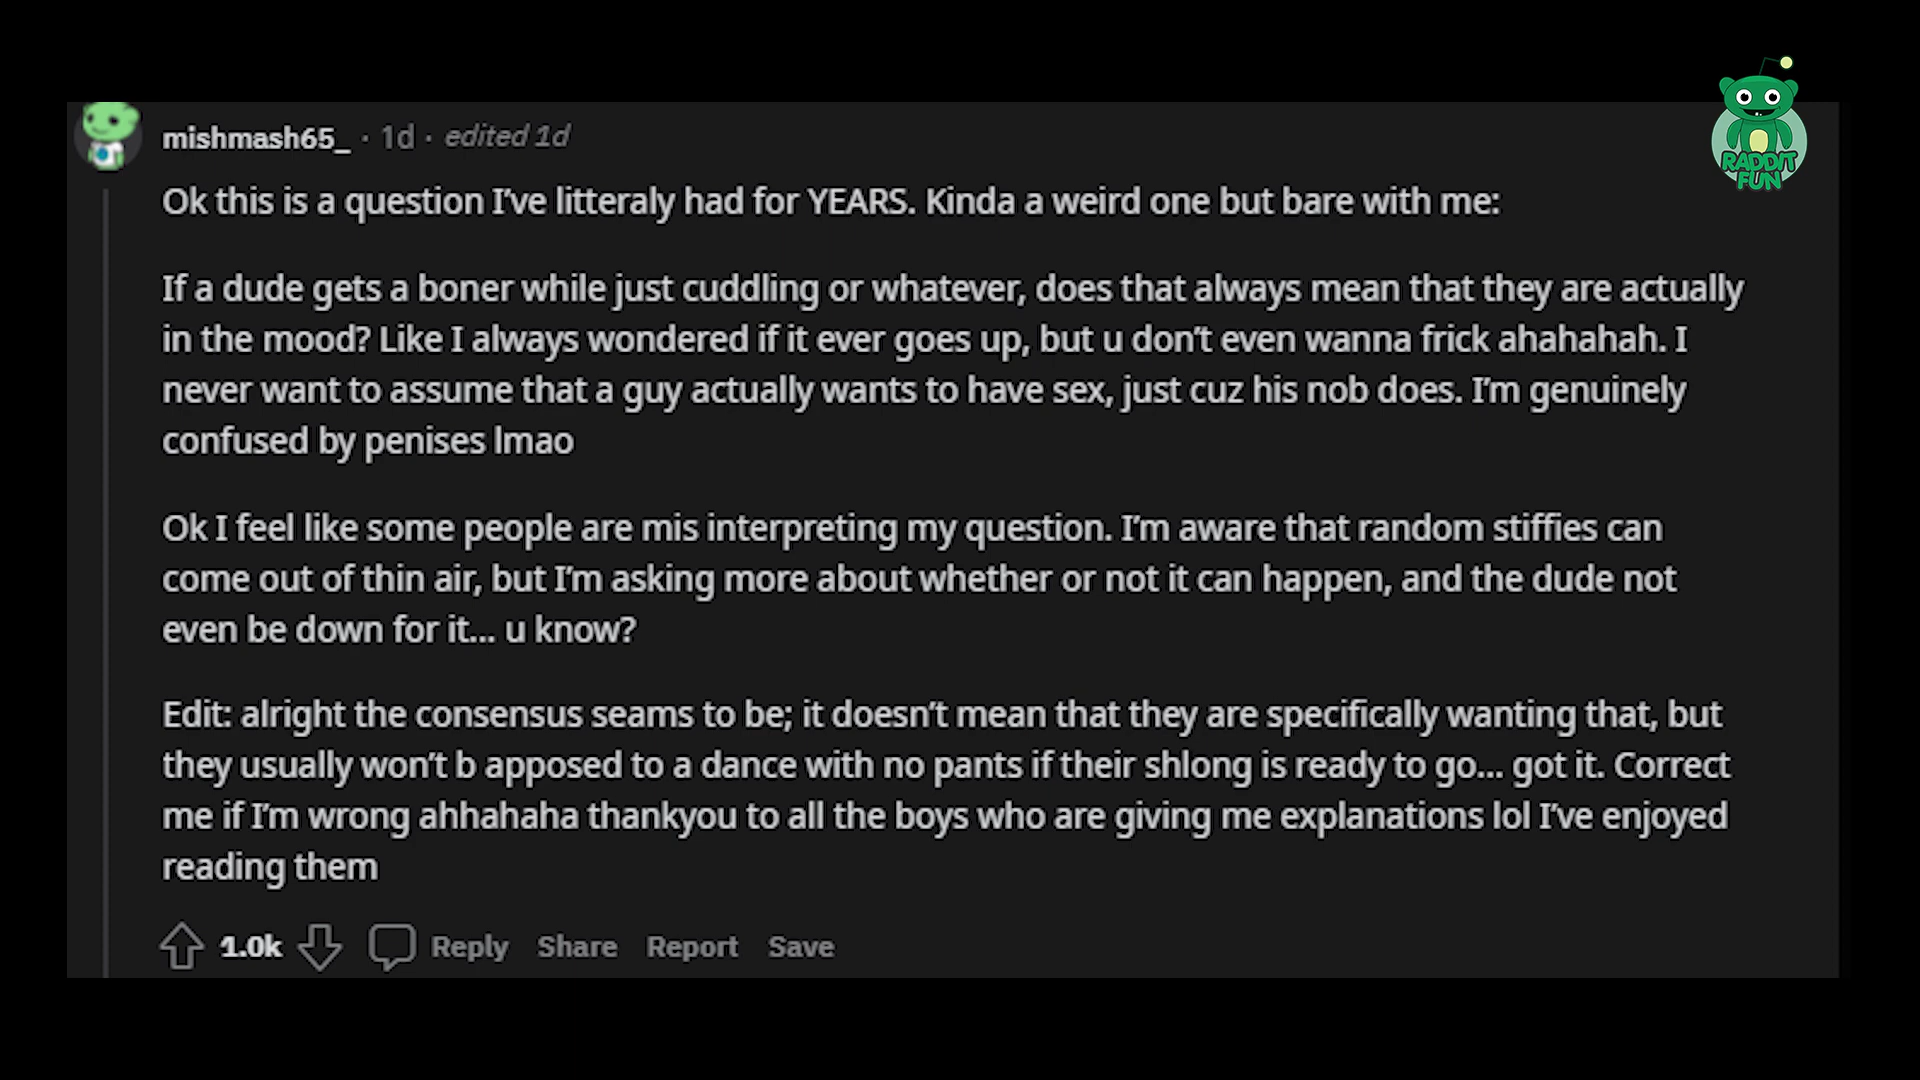 mishmash65_ · 1d · edited 1d
RADDIT
FUN
Ok this is a question I’ve litteraly had for YEARS. Kinda a weird one but bare with me:
If a dude gets a boner while just cuddling or whatever, does that always mean that they are actually
in the mood? Like I always wondered if it ever goes up, but u don’t even wanna frick ahahahah. I
never want to assume that a guy actually wants to have sex, just cuz his nob does. I’m genuinely
confused by penises lmao
Ok I feel like some people are mis interpreting my question. I’m aware that random stiffies can
come out of thin air, but I’m asking more about whether or not it can happen, and the dude not
even be down for it... u know?
Edit: alright the consensus seams to be; it doesn’t mean that they are specifically wanting that, but
they usually won’t b apposed to a dance with no pants if their shlong is ready to go... got it. Correct
me if I’m wrong ahhahaha thankyou to all the boys who are giving me explanations lol I’ve enjoyed
reading them
1.0k Reply Share Report Save